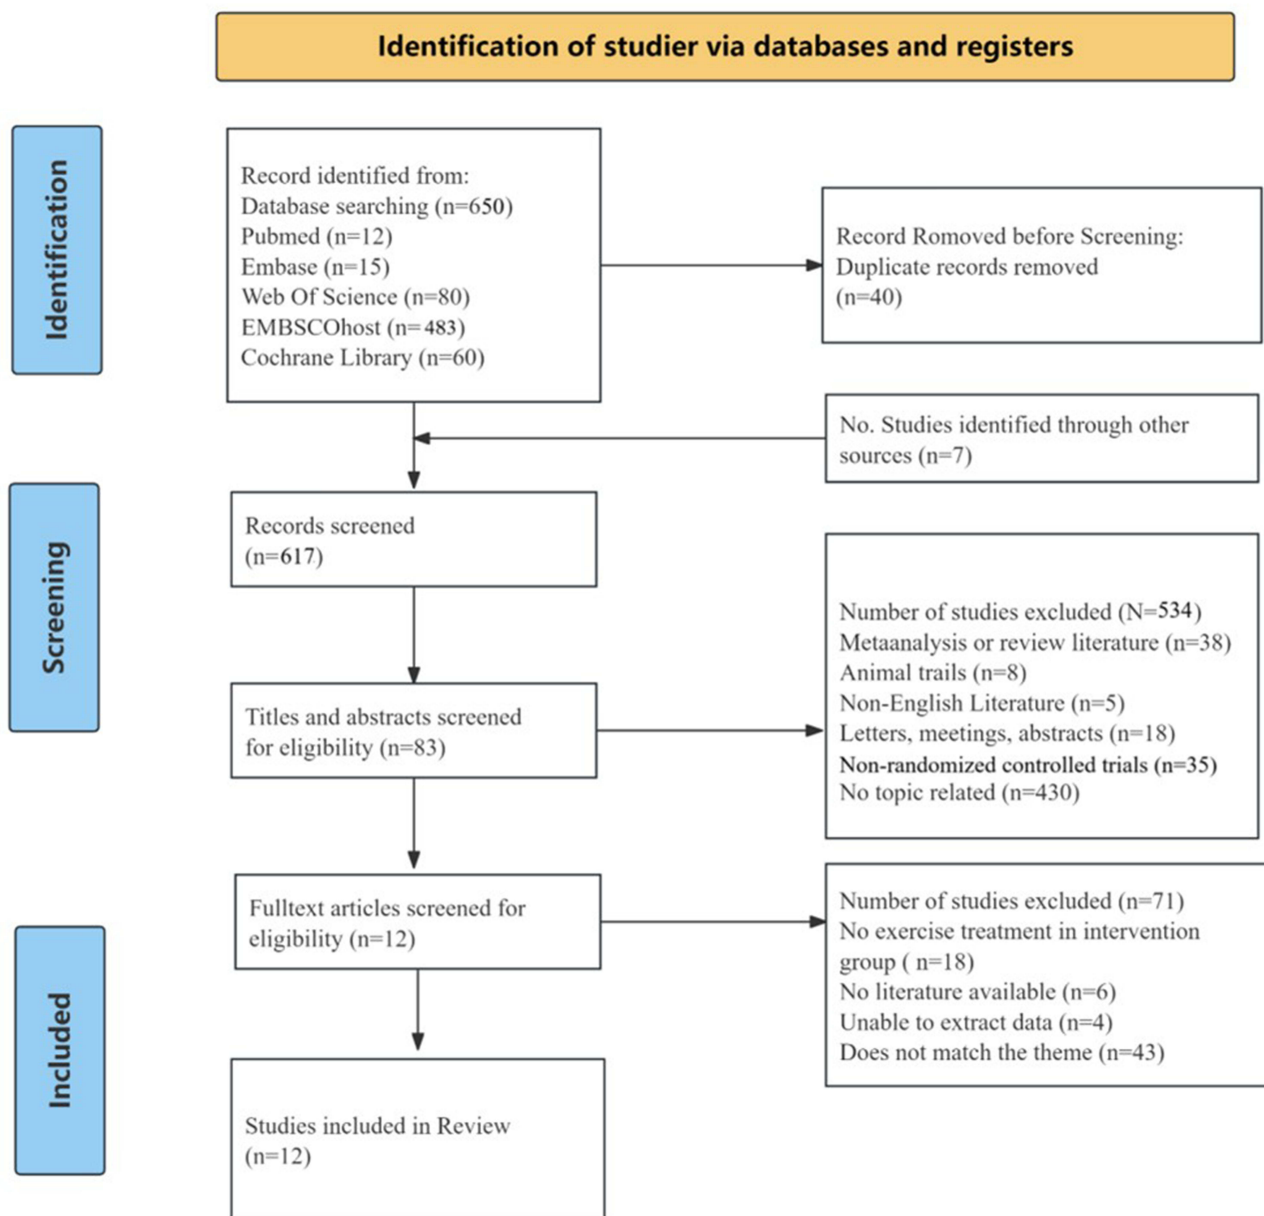 Identification of studier via databases and registers
Identification
Record identified from:
Database searching (n=650)
Pubmed (n=12)
Embase (n=15)
Web Of Science (n=80)
EMBSCOhost (n=483)
Cochrane Library (n=60)
Record Romoved before Screening:
Duplicate records removed
(n=40)
No. Studies identified through other
sources (n=7)
Screening
Records screened
(n=617)
Titles and abstracts screened
for eligibility (n=83)
Number of studies excluded (N=534)
Metaanalysis or review literature (n=38)
Animal trails (n=8)
Non-English Literature (n=5)
Letters, meetings, abstracts (n=18)
Non-randomized controlled trials (n=35)
No topic related (n=430)
Fulltext articles screened for
eligibility (n=12)
Number of studies excluded (n=71)
No exercise treatment in intervention
group ( n=18)
No literature available (n=6)
Unable to extract data (n=4)
Does not match the theme (n=43)
Included
Studies included in Review
(n=12)